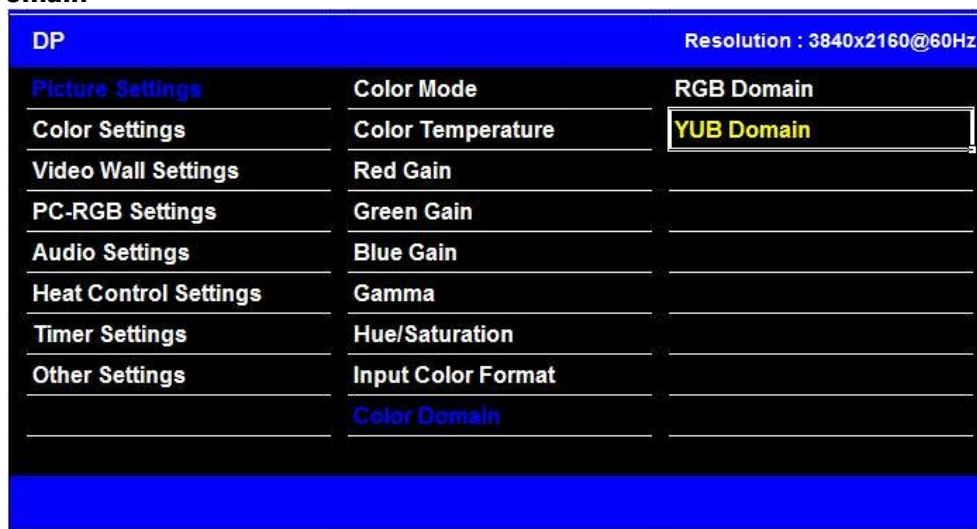 DP Resolution : 3840x2160@60Hz
Picture Settings Color Mode RGB Domain
Color Settings Color Temperature YUB Domain
Video Wall Settings Red Gain
PC-RGB Settings Green Gain
Audio Settings Blue Gain
Heat Control Settings Gamma
Timer Settings Hue/Saturation
Other Settings Input Color Format
Color Domain